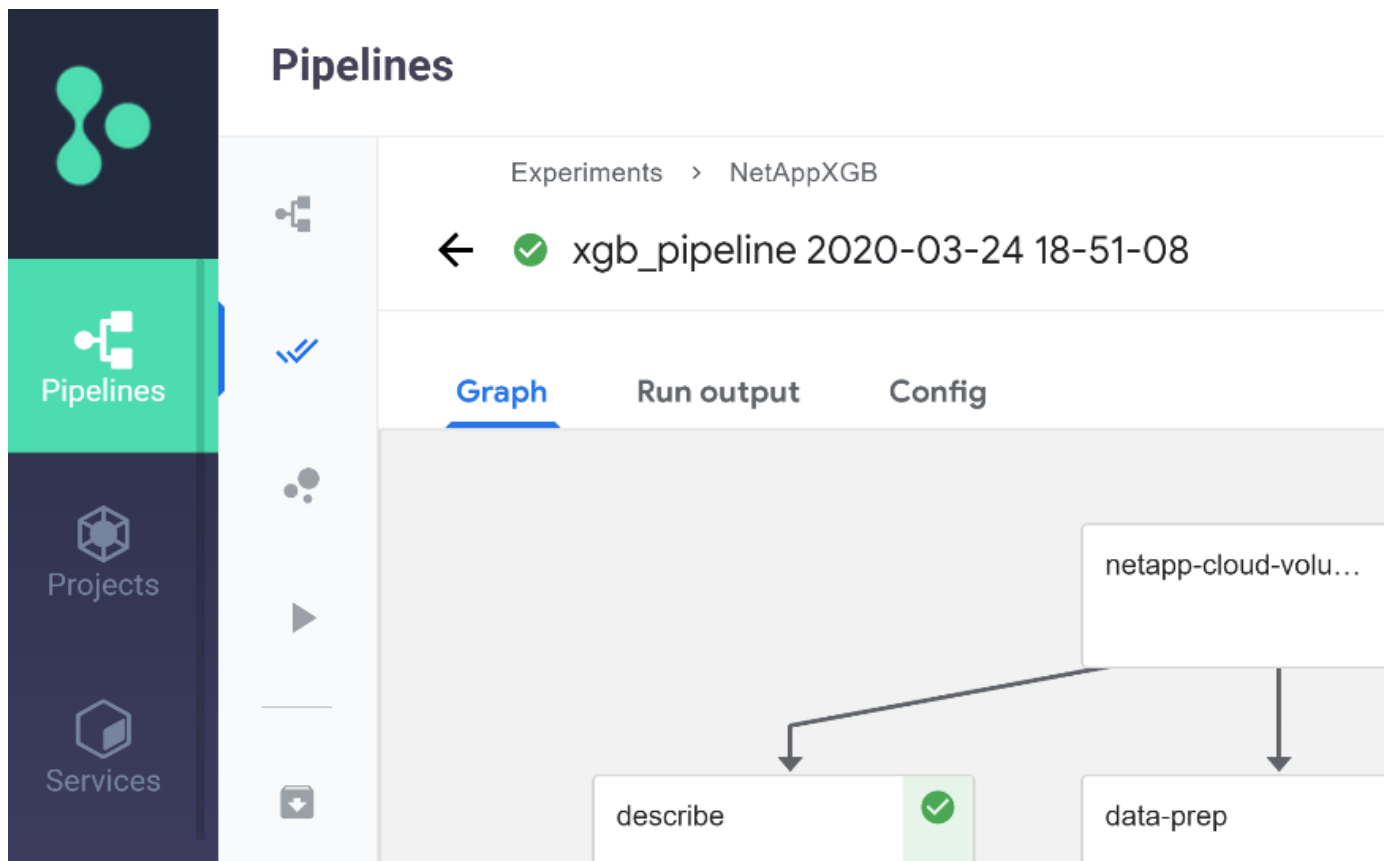 Pipelines
Experiments > NetAppXGB
xgb_pipeline 2020-03-24 18-51-08
Pipelines
Graph
Run output
Config
Projects
netapp-cloud-volu…
Services
describe
data-prep